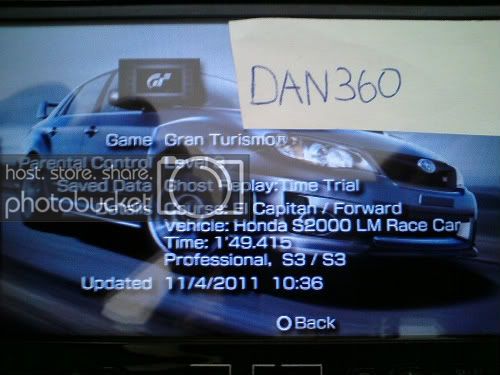 DAN360
GT
Game Gran Turismo®
Parental Control Level
host. store. share.
Saved Data Ghost Replay: Time Trial
photobucket
Details Course: El Capitan / Forward
Vehicle: Honda S2000 LM Race Car
Time: 1'49.415
Professional, S3 / S3
Updated 11/4/2011 10:36
Back